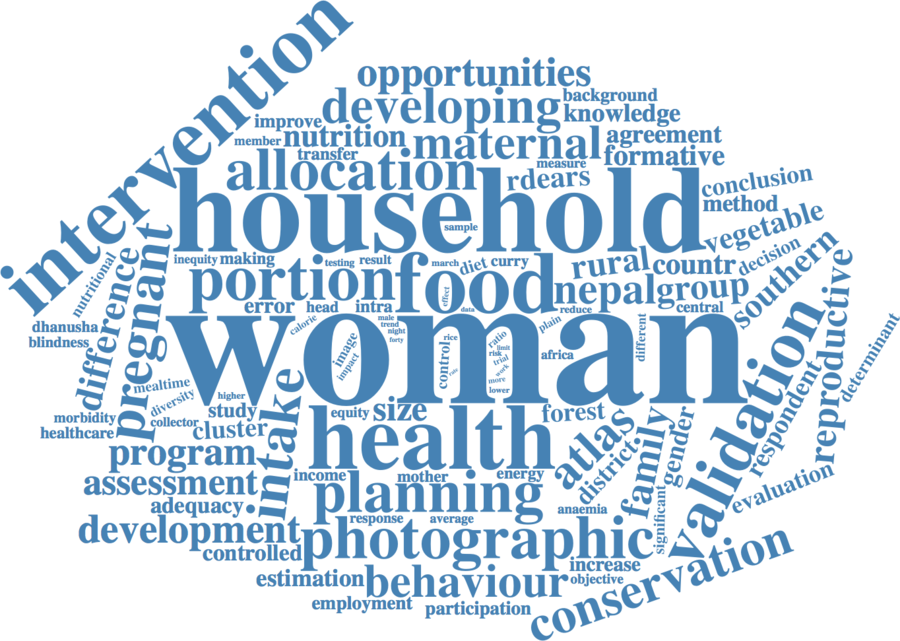 intervention
opportunities
developing
background
knowledge
improve
member
nutrition
maternal
agreement
transfer
measure
formative
allocation
rdears
conclusion
method
household
sample
vegetable
inequity
making
testing
result
march
diet
curry
rural
countr
decision
southern
nutritional
pregnant
difference
portion
food
effect
data
nepal
group
reduce
central
error
head
intra
dhanusha
blindness
woman
calorie
male
trend
night
forty
image
impact
rice
control
rate
ratio
limit
risk
trial
work
more
lower
plain
africa
different
validation
reproductive
determinant
mealtime
diversity
higher
study
collector
cluster
morbidity
healthcare
intake
equity
size
health
forest
atlas
districti
family
gender
respondent
program
assessment
income
mother
energy
planning
anaemia
significant
evaluation
adequacy
development
response
average
controlled
photographic
conservation
increase
estimation
behaviour
objective
employment
participation